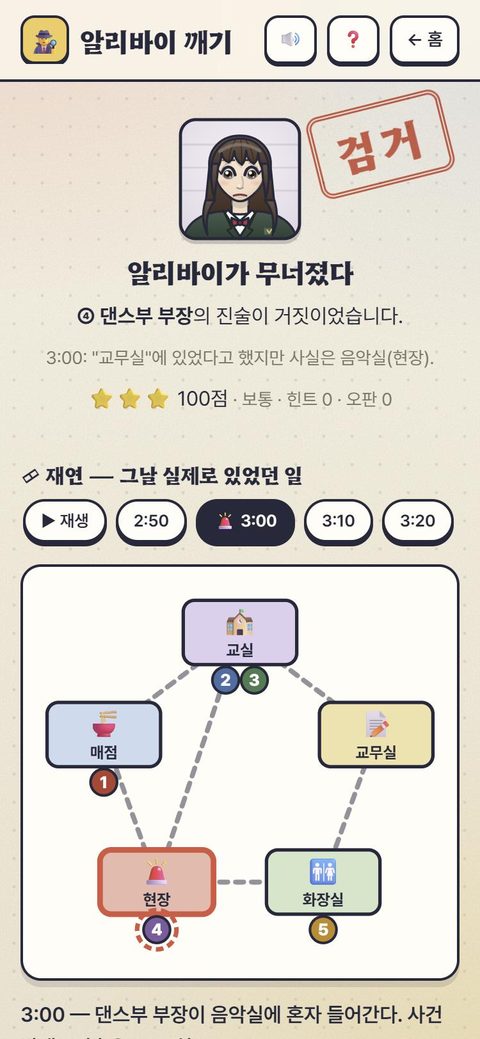 알리바이 깨기
← 홈
검거
알리바이가 무너졌다
④ 댄스부 부장의 진술이 거짓이었습니다.
3:00: "교무실"에 있었다고 했지만 사실은 음악실(현장).
100점 · 보통 · 힌트 0 · 오판 0
재연 — 그날 실제로 있었던 일
▶ 재생 2:50 3:00 3:10 3:20
교실
2 3
매점 교무실
1
현장 화장실
4 5
3:00 — 댄스부 부장이 음악실에 혼자 들어간다. 사건